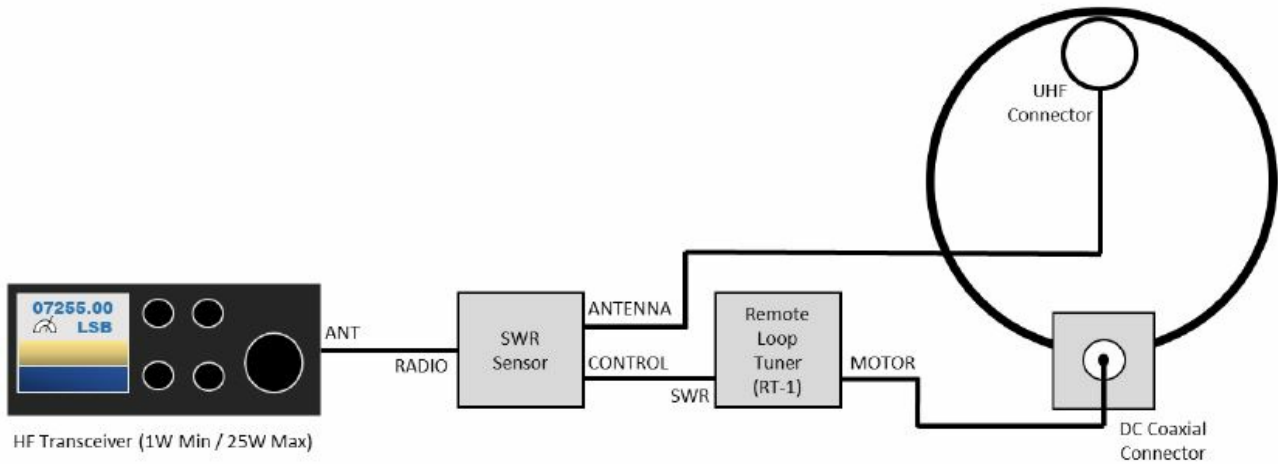 UHF
Connector
07255.00
LSB
ANT
RADIO
SWR
Sensor
ANTENNA
CONTROL
SWR
Remote
Loop
Tuner
(RT-1)
MOTOR
HF Transceiver (1W Min / 25W Max)
DC Coaxial
Connector